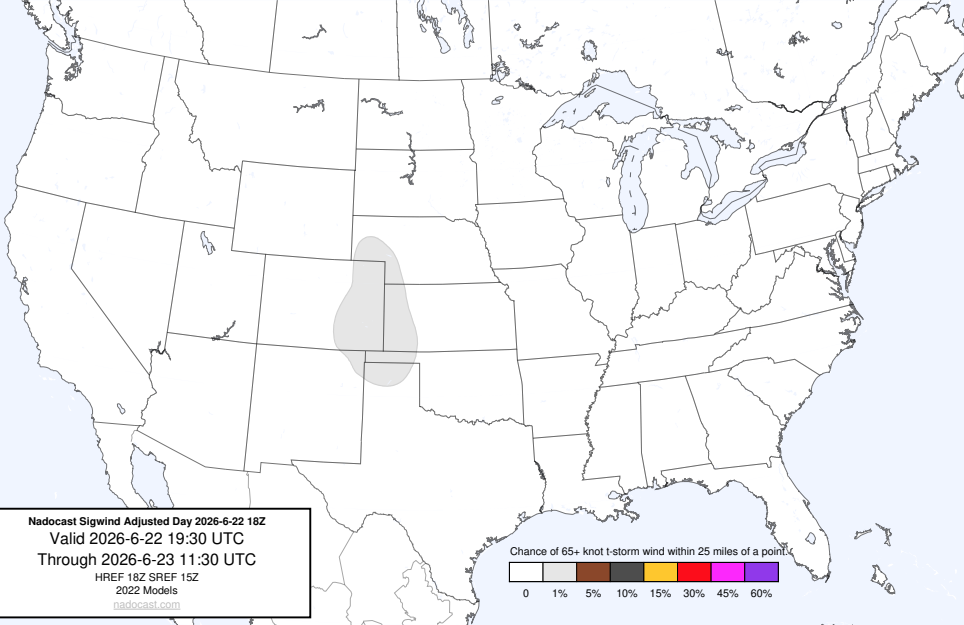 Nadocast Sigwind Adjusted Day 2026-6-22 18Z
Valid 2026-6-22 19:30 UTC
Through 2026-6-23 11:30 UTC
HREF 18Z SREF 15Z
2022 Models
nadocast.com
Chance of 65+ knot t-storm wind within 25 miles of a point.
0 1% 5% 10% 15% 30% 45% 60%